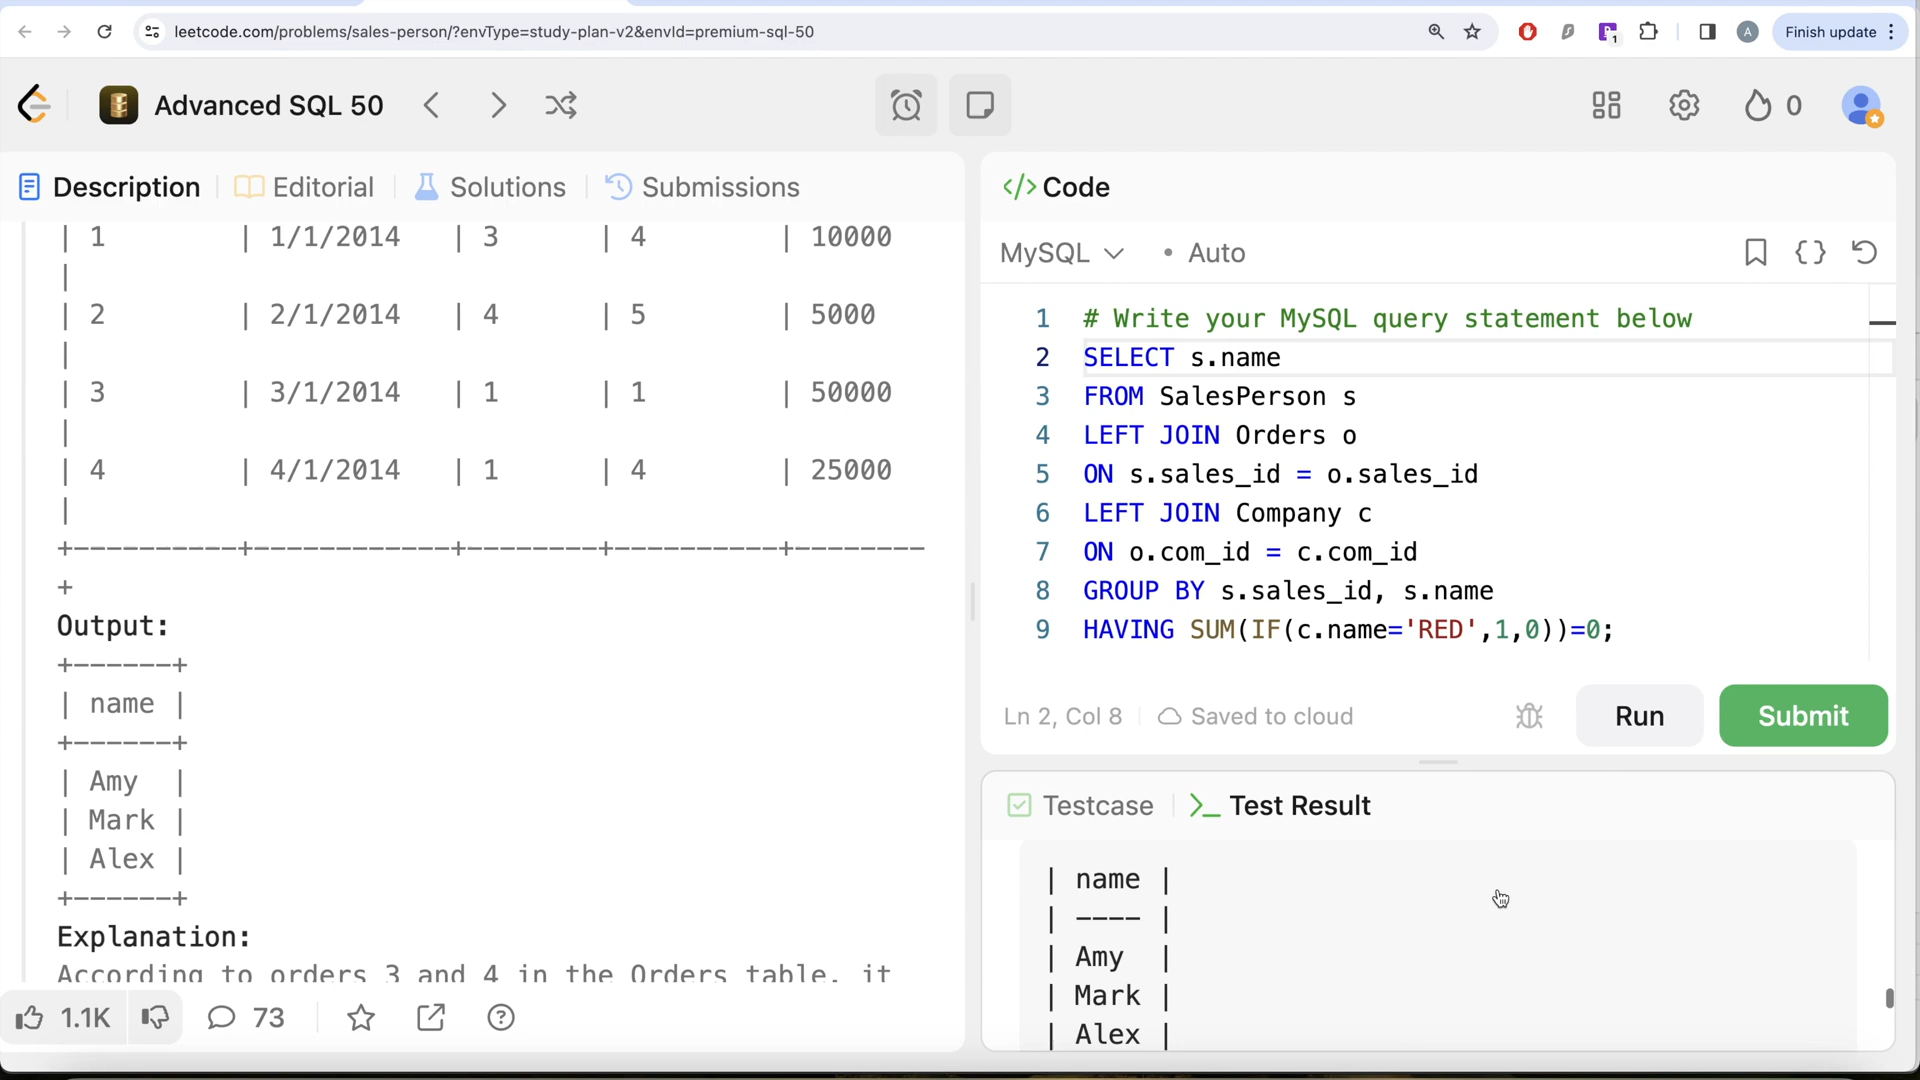 leetcode.com/problems/sales-person/?envType=study-plan-v2&envId=premium-sql-50
1
A
Finish update
Advanced SQL 50
0
Description
Editorial
Solutions
Submissions
| 1 | 1/1/2014 | 3 | 4 | 10000
|
| 2 | 2/1/2014 | 4 | 5 | 5000
|
| 3 | 3/1/2014 | 1 | 1 | 50000
|
| 4 | 4/1/2014 | 1 | 4 | 25000
|
+----------+------------+--------+----------+--------
+
Output:
+------+
| name |
+------+
| Amy |
| Mark |
| Alex |
+------+
Explanation:
According to orders 3 and 4 in the Orders table, it
1.1K
73
</> Code
MySQL
• Auto
1 # Write your MySQL query statement below
2 SELECT s.name
3 FROM SalesPerson s
4 LEFT JOIN Orders o
5 ON s.sales_id = o.sales_id
6 LEFT JOIN Company c
7 ON o.com_id = c.com_id
8 GROUP BY s.sales_id, s.name
9 HAVING SUM(IF(c.name='RED',1,0))=0;
Ln 2, Col 8
Saved to cloud
Run
Submit
Testcase
>_ Test Result
| name |
| ---- |
| Amy |
| Mark |
| Alex |